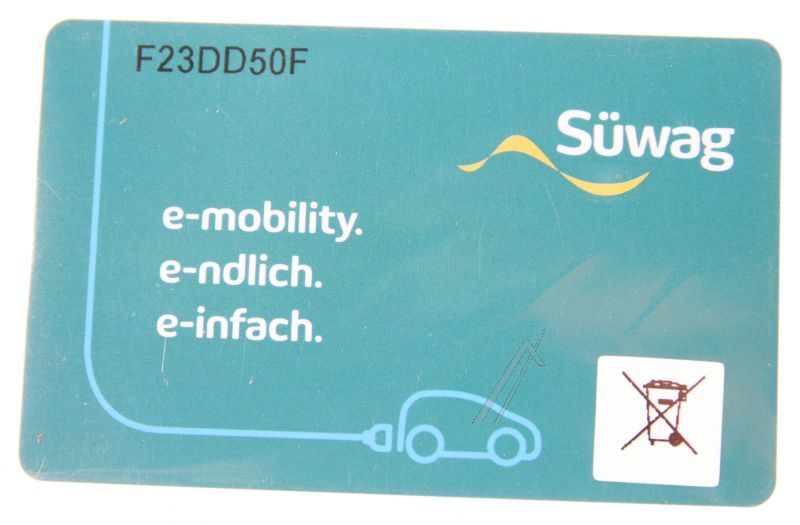 F23DD50F
Süwag
e-mobility.
e-ndlich.
e-infach.